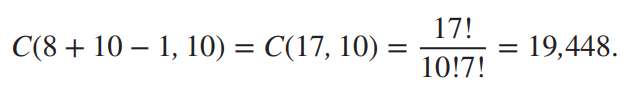 C(8 + 10 − 1, 10) = C(17, 10) = 17!/10!7! = 19,448.